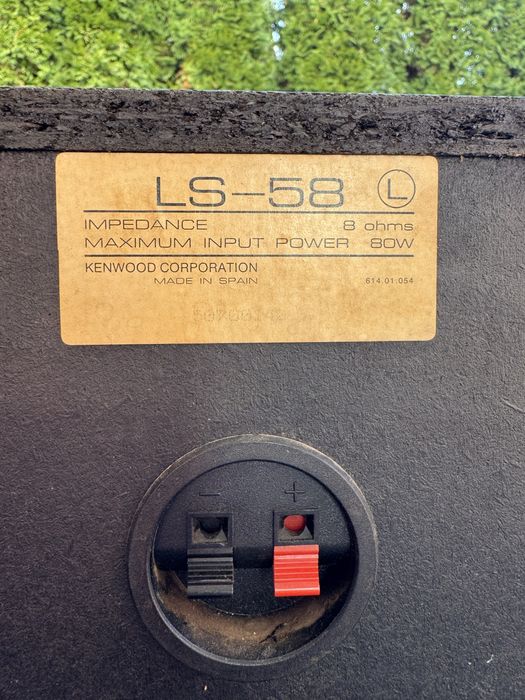 LS-58 L
IMPEDANCE 8 ohms
MAXIMUM INPUT POWER 80W
KENWOOD CORPORATION
MADE IN SPAIN 614.01.054
- +